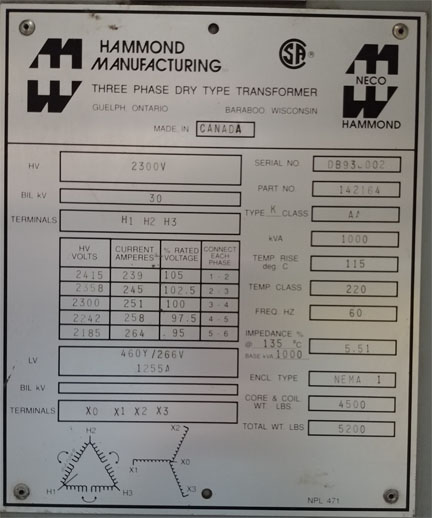 HAMMOND
MANUFACTURING
SA
NECO
HAMMOND
THREE PHASE DRY TYPE TRANSFORMER
GUELPH, ONTARIO BARABOO, WISCONSIN
MADE IN CANADA
HV 2300V
BIL kV 30
TERMINALS H1 H2 H3
HV VOLTS CURRENT AMPERES % RATED VOLTAGE CONNECT EACH PHASE
2415 239 105 1-2
2358 245 102.5 2-3
2300 251 100 3-4
2242 258 97.5 4-5
2185 264 95 5-6
LV 460Y/266V
1255A
BIL kV
TERMINALS X0 X1 X2 X3
SERIAL NO.
PART NO. 142164
TYPE K CLASS AA
kVA 1000
TEMP. RISE deg C 115
TEMP CLASS 220
FREQ. HZ 60
IMPEDANCE %
@ 135 °C 5.51
BASE kVA 1000
ENCL TYPE NEMA 1
CORE & COIL WT. LBS 4500
TOTAL WT. LBS 5200
H2
H1 H3
X2
X1 X0
X3
NPL 471